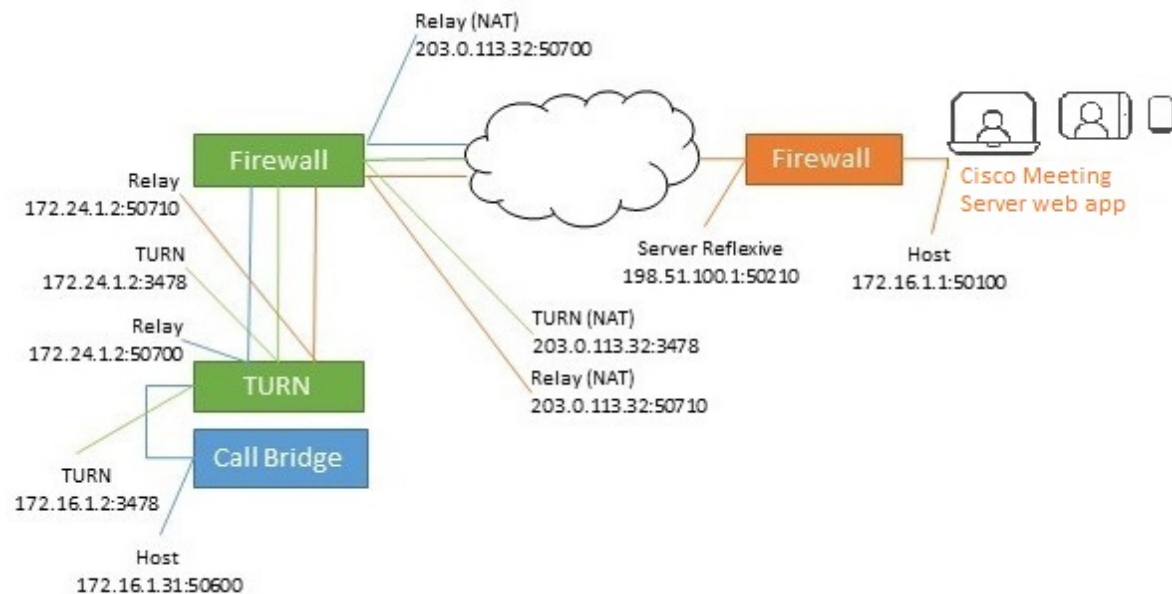 Relay (NAT)
203.0.113.32:50700
Firewall
Firewall
Cisco Meeting
Server web app
Relay
172.24.1.2:50710
TURN
172.24.1.2:3478
Relay
172.24.1.2:50700
Server Reflexive
198.51.100.1:50210
Host
172.16.1.1:50100
TURN (NAT)
203.0.113.32:3478
Relay (NAT)
203.0.113.32:50710
TURN
Call Bridge
TURN
172.16.1.2:3478
Host
172.16.1.31:50600